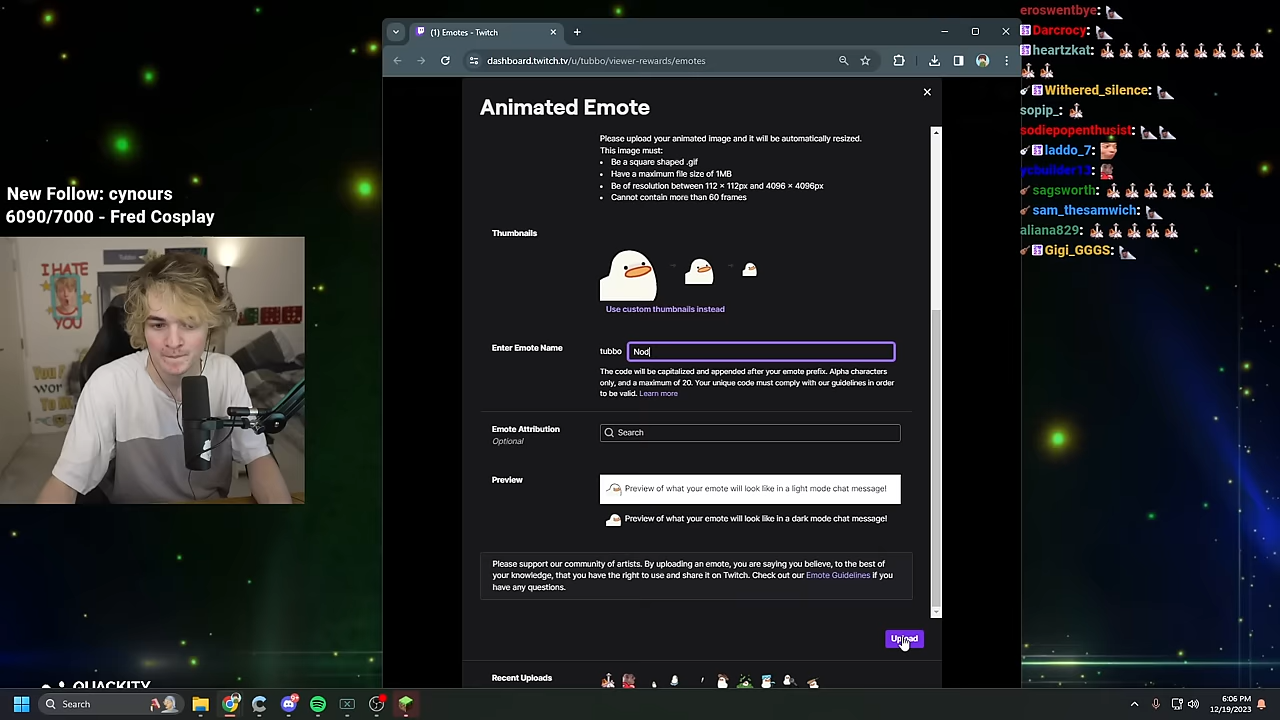 New Follow: cynours
6090/7000 - Fred Cosplay
I HATE
YOU
(1) Emotes - Twitch
dashboard.twitch.tv/u/tubbo/viewer-rewards/emotes
Animated Emote
Please upload your animated image and it will be automatically resized.
This image must:
• Be a square shaped .gif
• Have a maximum file size of 1MB
• Be of resolution between 112 × 112px and 4096 × 4096px
• Cannot contain more than 60 frames
Thumbnails
Use custom thumbnails instead
Enter Emote Name
tubbo
Nod
The code will be capitalized and appended after your emote prefix. Alpha characters
only, and a maximum of 20. Your unique code must comply with our guidelines in order
to be valid. Learn more
Emote Attribution
Optional
Search
Preview
Preview of what your emote will look like in a light mode chat message!
Preview of what your emote will look like in a dark mode chat message!
Please support our community of artists. By uploading an emote, you are saying you believe, to the best of
your knowledge, that you have the right to use and share it on Twitch. Check out our Emote Guidelines if you
have any questions.
Upload
Recent Uploads
eroswentbye:
Darcrocy:
heartzkat:
Withered_silence:
sopip_:
sodiepopenthusist:
laddo_7:
ycbuilder13:
sagsworth:
sam_thesamwich:
aliana829:
Gigi_GGGS:
QUACKITY
Search
6:06 PM
12/19/2023